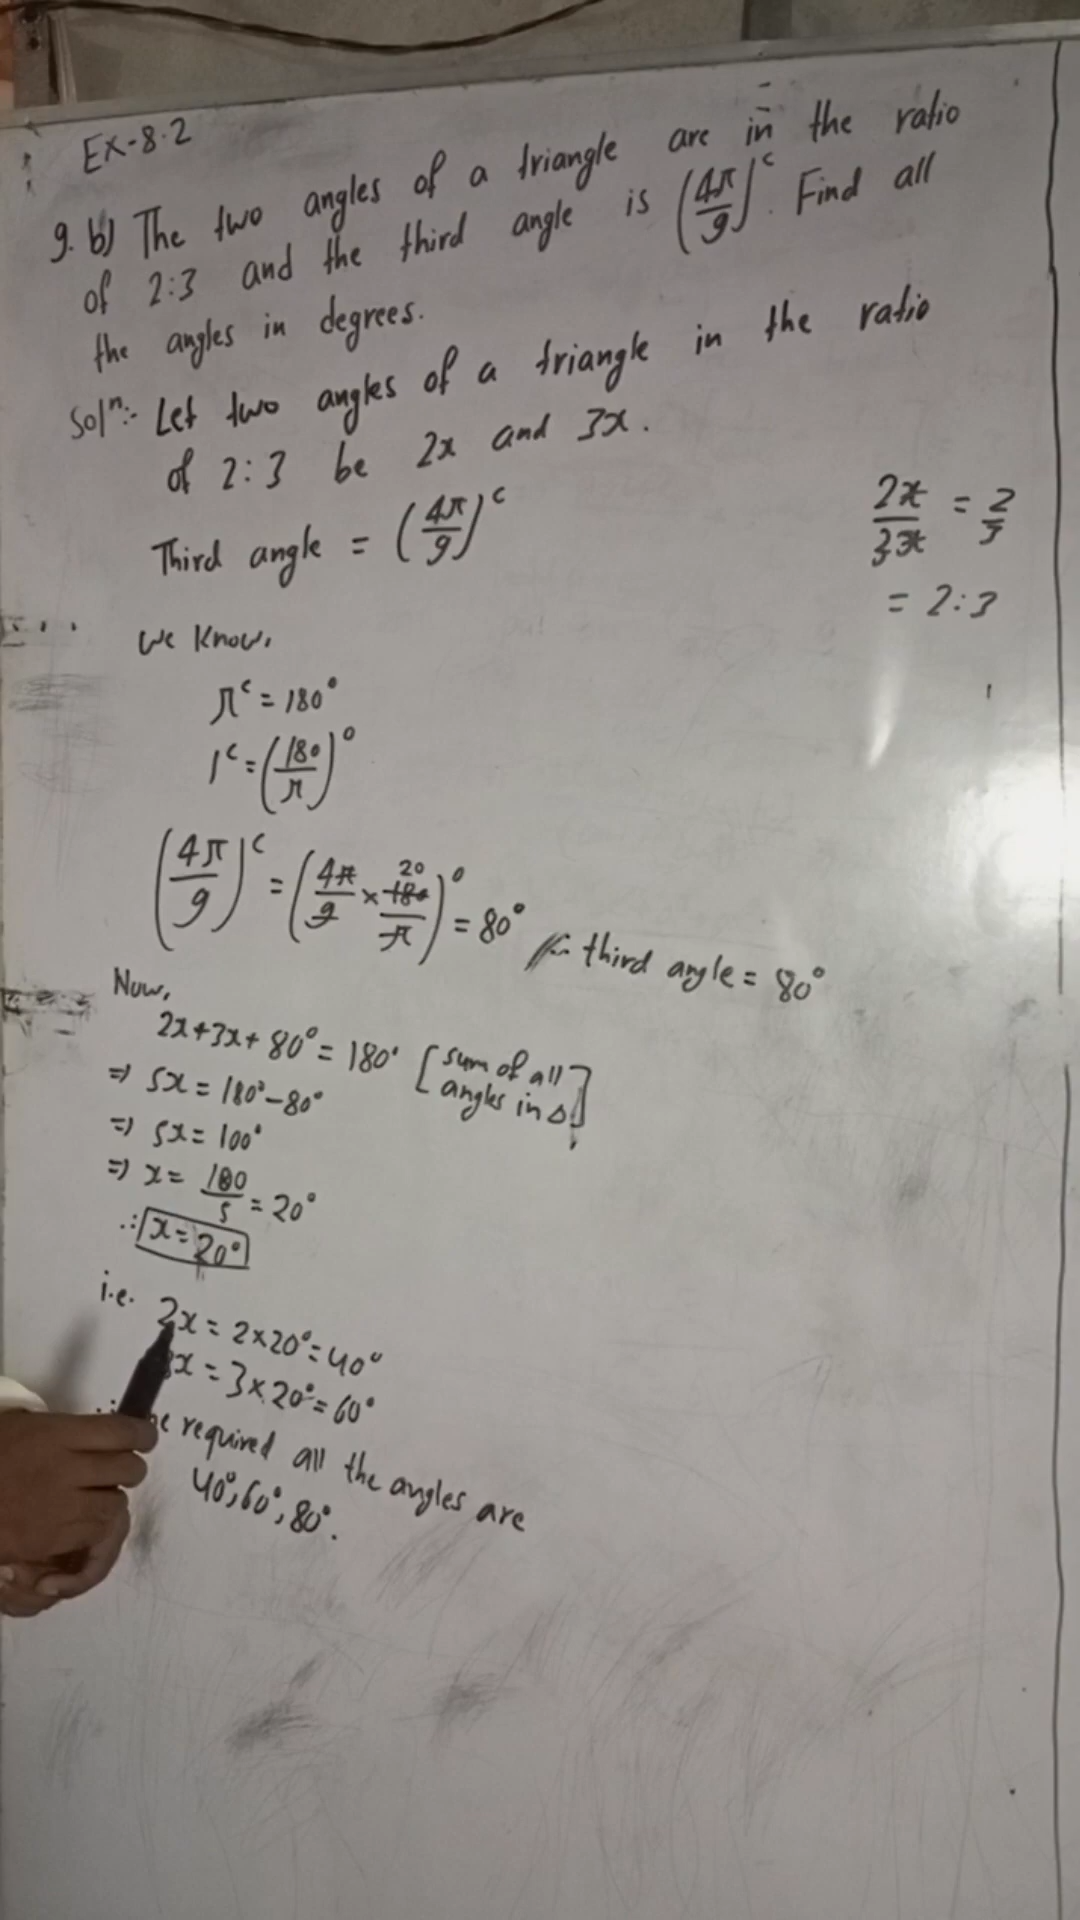 Ex-8.2
9. b) The two angles of a triangle are in the ratio
of 2:3 and the third angle is (4π/9)ᶜ. Find all
the angles in degrees.
Solⁿ:- Let two angles of a triangle in the ratio
of 2:3 be 2x and 3x.
Third angle = (4π/9)ᶜ
2x/3x = 2/3
= 2:3
We know,
πᶜ = 180°
1ᶜ = (180/π)°
(4π/9)ᶜ = (4π/9 × 180/π)° 20 = 80° ∴ third angle = 80°
Now,
2x+3x+80° = 180° [sum of all
angles in Δ]
⇒ 5x = 180°-80°
⇒ 5x = 100°
⇒ x = 100/5 = 20°
∴ x = 20°
i.e. 2x = 2×20° = 40°
3x = 3×20° = 60°
required all the angles are
40°, 60°, 80°.